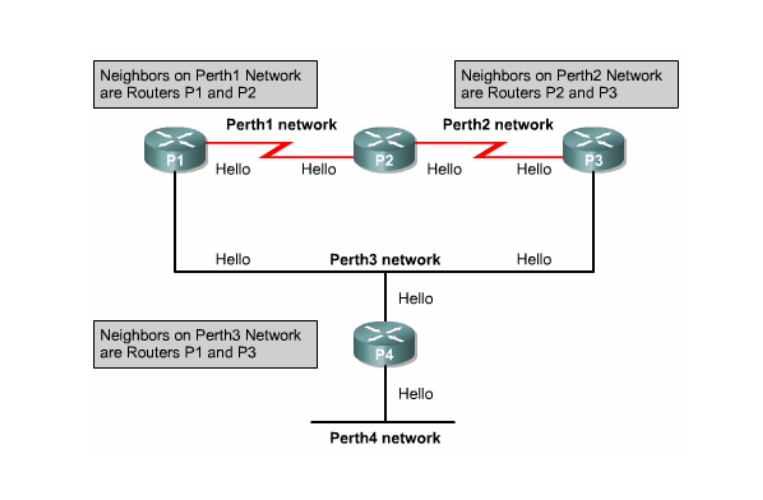 Neighbors on Perth1 Network
are Routers P1 and P2
Neighbors on Perth2 Network
are Routers P2 and P3
Perth1 network
Perth2 network
P1
P2
P3
Hello
Hello
Hello
Hello
Hello
Perth3 network
Hello
Hello
Neighbors on Perth3 Network
are Routers P1 and P3
P4
Hello
Perth4 network